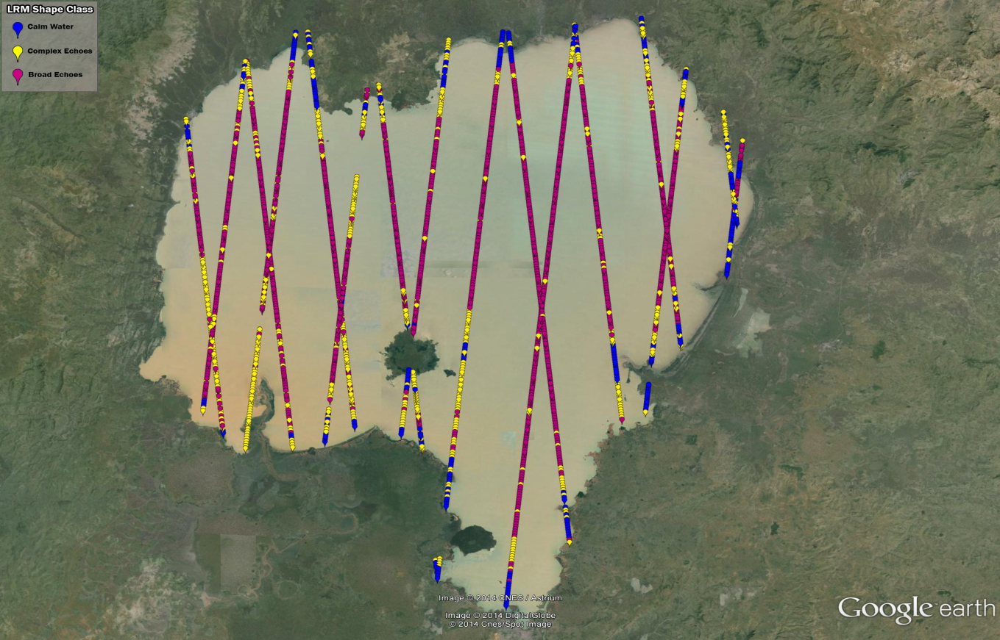 LRM Shape Class
Calm Water
Complex Echoes
Broad Echoes
Image © 2014 CNES / Astrium
Image © 2014 DigitalGlobe
© 2014 Cnes/Spot Image
Google earth